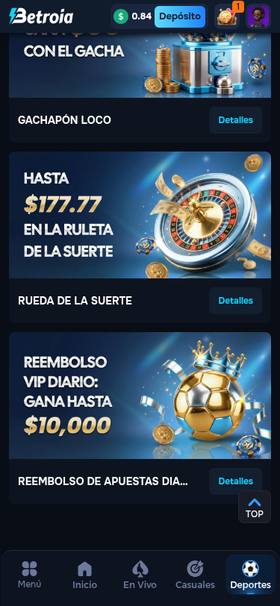 Betroia
$ 0.84 Depósito
1
CON EL GACHA
GACHAPÓN LOCO
Detalles
HASTA
$177.77
EN LA RULETA
DE LA SUERTE
RUEDA DE LA SUERTE
Detalles
REEMBOLSO
VIP DIARIO:
GANA HASTA
$10,000
REEMBOLSO DE APUESTAS DIA...
Detalles
TOP
Menú
Inicio
En Vivo
Casuales
Deportes